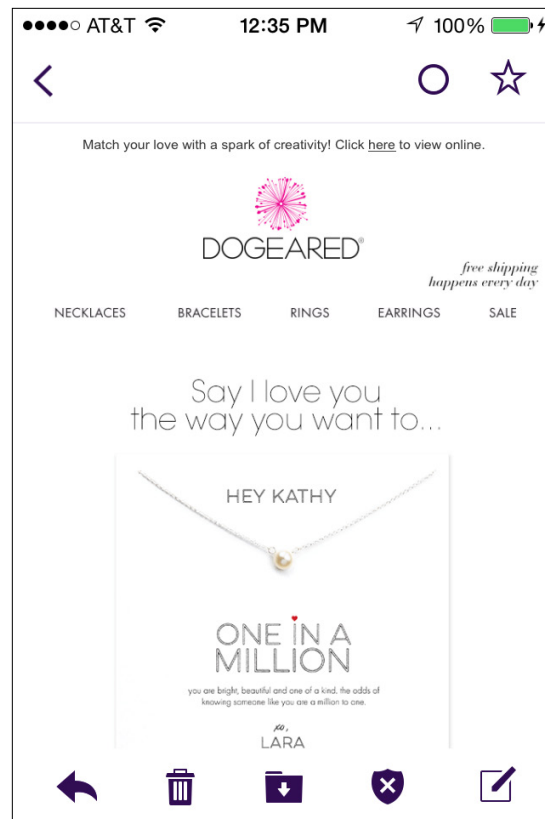 AT&T 12:35 PM 100%
Match your love with a spark of creativity! Click here to view online.
DOGEARED®
free shipping
happens every day
NECKLACES BRACELETS RINGS EARRINGS SALE
Say I love you
the way you want to...
HEY KATHY
ONE IN A
MILLION
you are bright, beautiful and one of a kind. the odds of
knowing someone like you are a million to one.
xo,
LARA